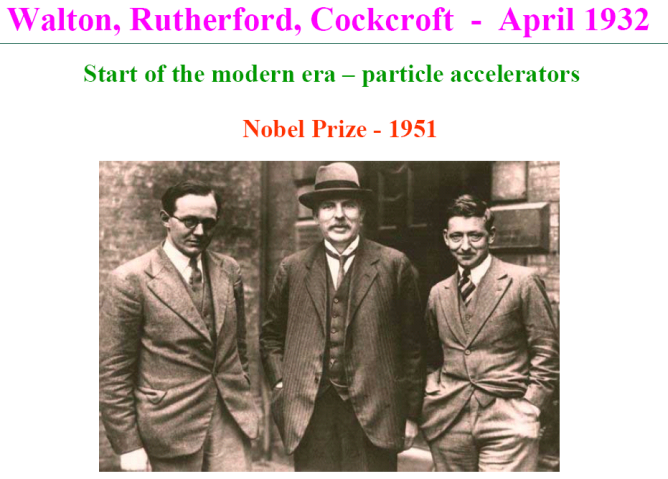 Walton, Rutherford, Cockcroft - April 1932
Start of the modern era – particle accelerators
Nobel Prize - 1951